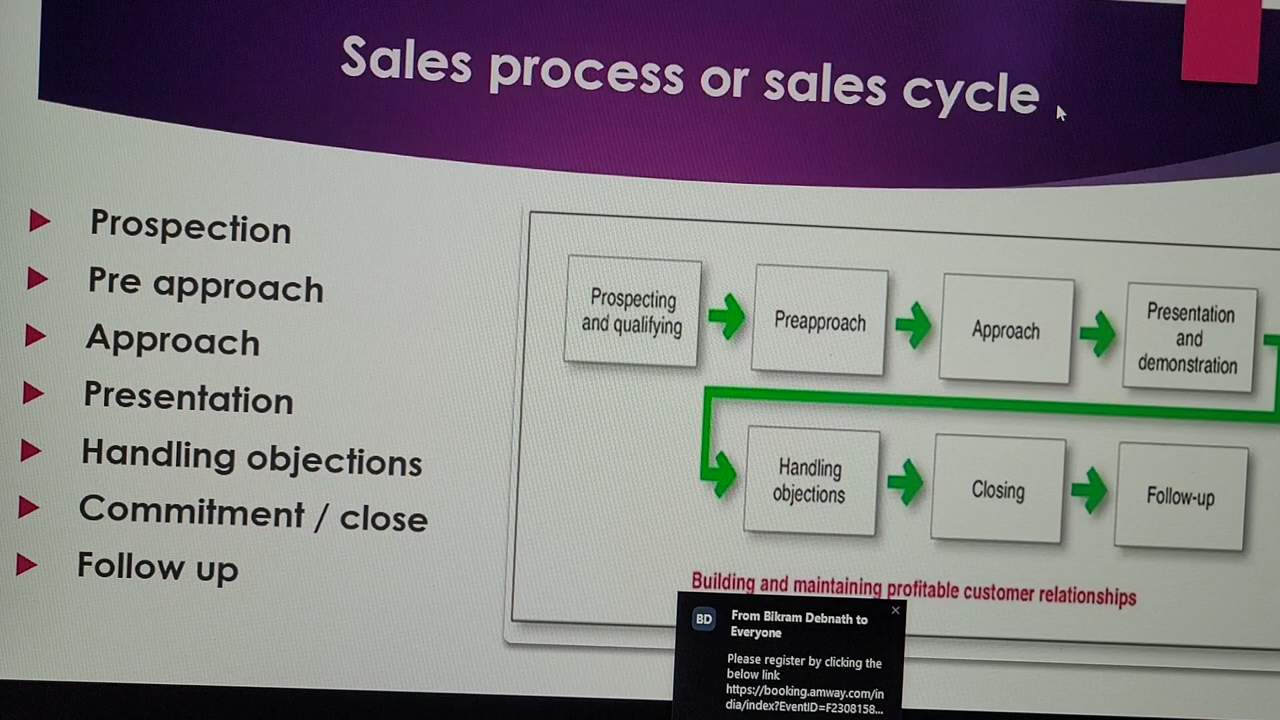 Sales process or sales cycle
Prospection
Pre approach
Approach
Presentation
Handling objections
Commitment / close
Follow up
Prospecting
and qualifying
Preapproach
Approach
Presentation
and
demonstration
Handling
objections
Closing
Follow-up
Building and maintaining profitable customer relationships
BD
From Bikram Debnath to
Everyone
Please register by clicking the
below link
https://booking.amway.com/in
dia/index?EventID=F2308158...